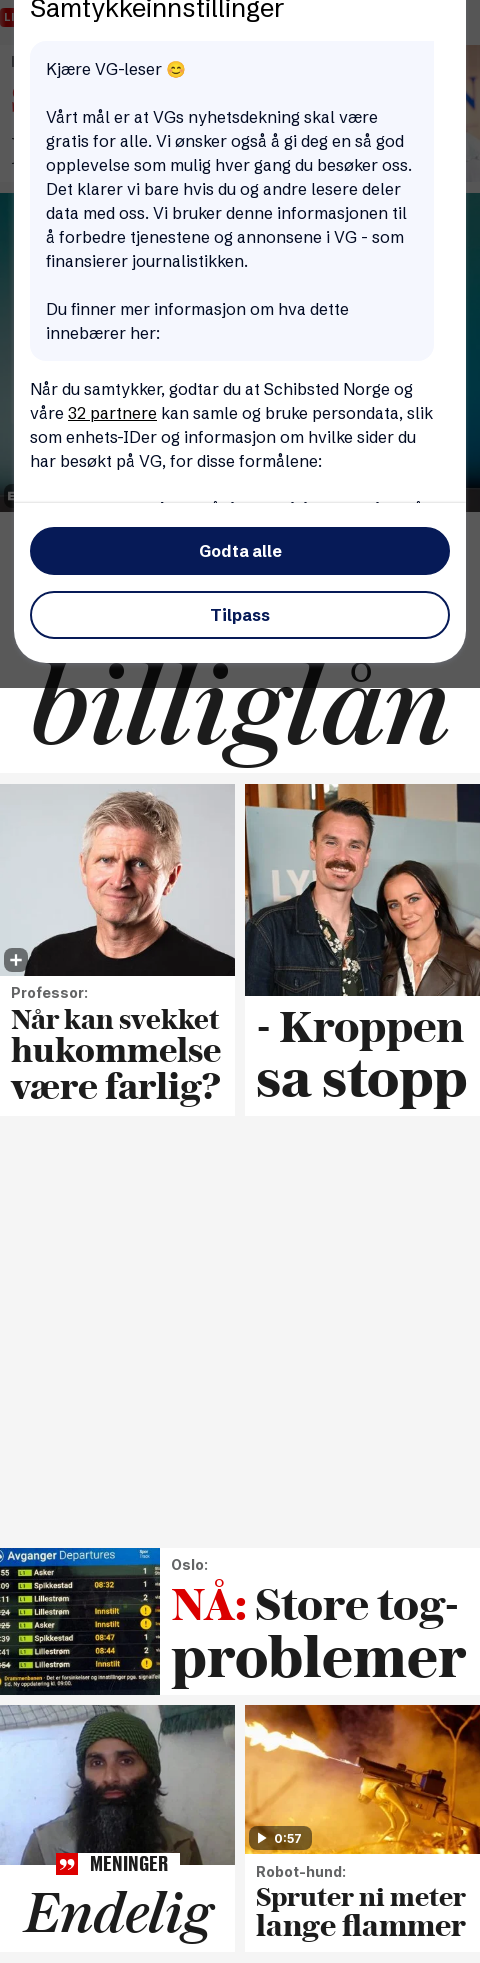 Samtykkeinnstillinger
Kjære VG-leser 😊
Vårt mål er at VGs nyhetsdekning skal være
gratis for alle. Vi ønsker også å gi deg en så god
opplevelse som mulig hver gang du besøker oss.
Det klarer vi bare hvis du og andre lesere deler
data med oss. Vi bruker denne informasjonen til
å forbedre tjenestene og annonsene i VG - som
finansierer journalistikken.
Du finner mer informasjon om hva dette
innebærer her:
Når du samtykker, godtar du at Schibsted Norge og
våre 32 partnere kan samle og bruke persondata, slik
som enhets-IDer og informasjon om hvilke sider du
har besøkt på VG, for disse formålene:
Godta alle
Tilpass
billiglån
Professor:
Når kan svekket
hukommelse
være farlig?
- Kroppen
sa stopp
Avganger Departures
55 L1 Asker 1
09 L1 Spikkestad 08:32 1
11 L1 Lillestrøm 2
24 L1 Lillestrøm Innstilt
25 L1 Asker Innstilt
39 L1 Spikkestad 08:47 1
41 L1 Lillestrøm 08:44 2
54 L1 Lillestrøm Innstilt
Oslo:
NÅ: Store tog-
problemer
MENINGER
Endelig
0:57
Robot-hund:
Spruter ni meter
lange flammer